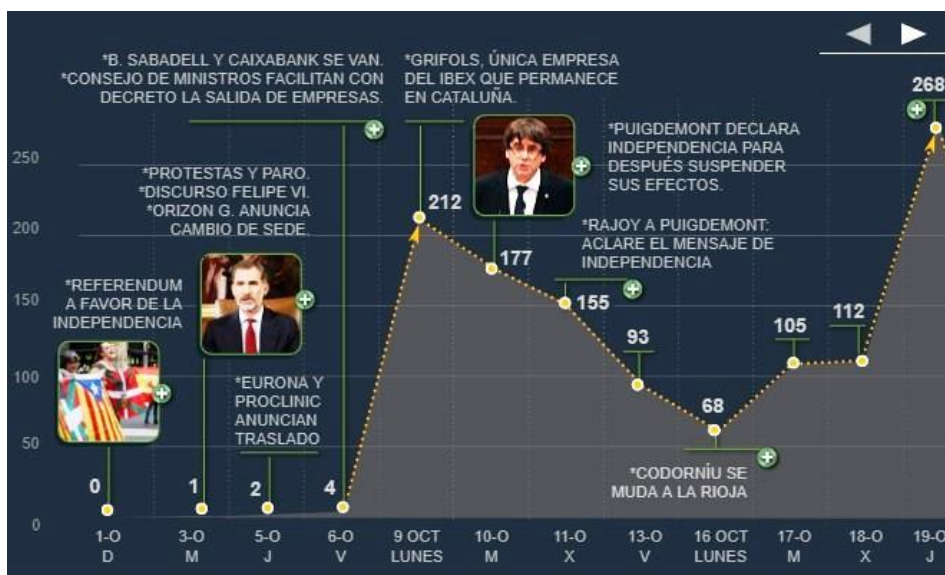 *B. SABADELL Y CAIXABANK SE VAN.
*CONSEJO DE MINISTROS FACILITAN CON
DECRETO LA SALIDA DE EMPRESAS.
*GRIFOLS, ÚNICA EMPRESA
DEL IBEX QUE PERMANECE
EN CATALUÑA.
268
*PUIGDEMONT DECLARA
INDEPENDENCIA PARA
DESPUÉS SUSPENDER
SUS EFECTOS.
*PROTESTAS Y PARO.
*DISCURSO FELIPE VI.
*ORIZON G. ANUNCIA
CAMBIO DE SEDE.
212
*RAJOY A PUIGDEMONT:
ACLARE EL MENSAJE DE
INDEPENDENCIA
177
*REFERENDUM
A FAVOR DE LA
INDEPENDENCIA
155
93
105
112
*EURONA Y
PROCLINIC
ANUNCIAN
TRASLADO
68
*CODORNÍU SE
MUDA A LA RIOJA
0
1
2
4
250
200
150
100
50
0
1-O 3-O 5-O 6-O 9 OCT 10-O 11-O 13-O 16 OCT 17-O 18-O 19-O
D M J V LUNES M X V LUNES M X J